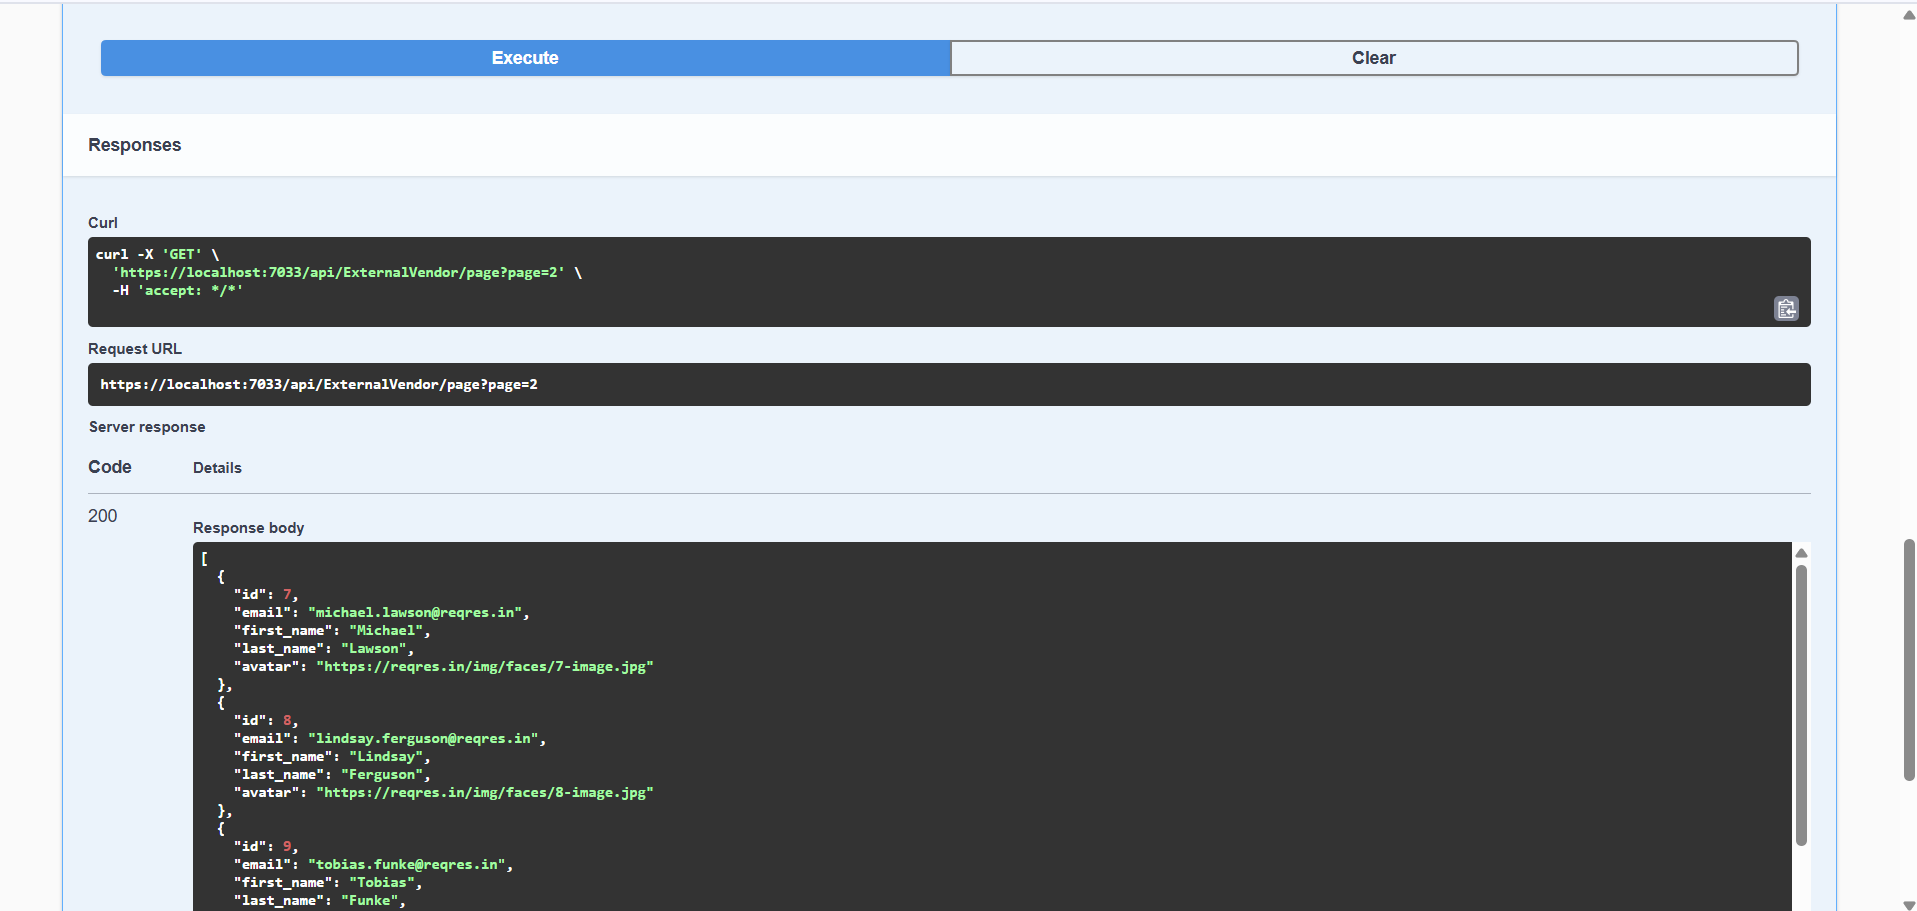 Execute
Clear
Responses
Curl
curl -X 'GET' \
  'https://localhost:7033/api/ExternalVendor/page?page=2' \
  -H 'accept: */*'
Request URL
https://localhost:7033/api/ExternalVendor/page?page=2
Server response
Code Details
200
Response body
[
  {
    "id": 7,
    "email": "michael.lawson@reqres.in",
    "first_name": "Michael",
    "last_name": "Lawson",
    "avatar": "https://reqres.in/img/faces/7-image.jpg"
  },
  {
    "id": 8,
    "email": "lindsay.ferguson@reqres.in",
    "first_name": "Lindsay",
    "last_name": "Ferguson",
    "avatar": "https://reqres.in/img/faces/8-image.jpg"
  },
  {
    "id": 9,
    "email": "tobias.funke@reqres.in",
    "first_name": "Tobias",
    "last_name": "Funke",